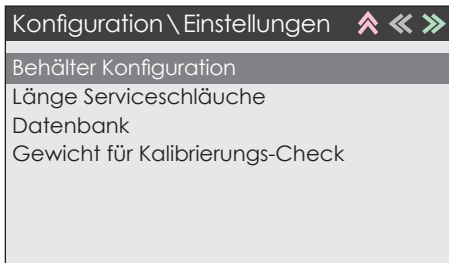 Konfiguration \ Einstellungen
Behälter Konfiguration
Länge Serviceschläuche
Datenbank
Gewicht für Kalibrierungs-Check